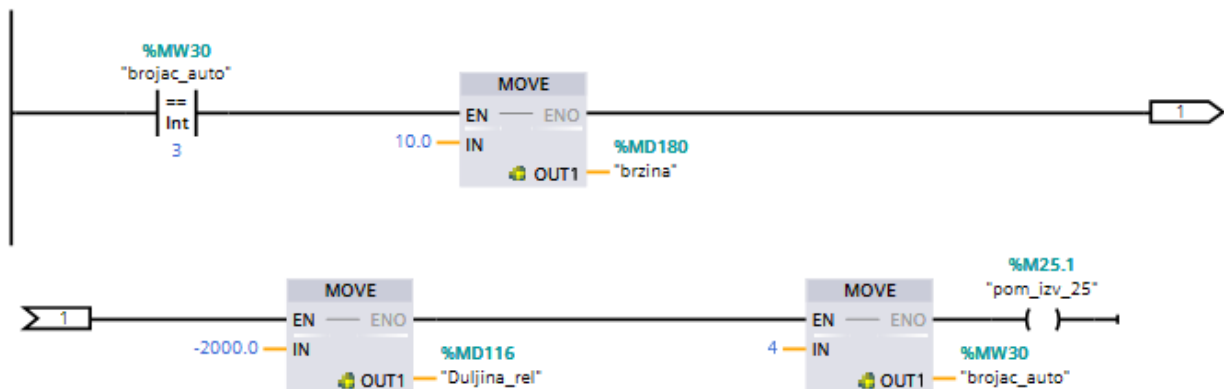 %MW30
"brojac_auto"
==
Int
3
MOVE
EN ENO
10.0 IN
%MD180
OUT1 "brzina"
1
1
MOVE
EN ENO
-2000.0 IN
%MD116
OUT1 "Duljina_rel"
MOVE
EN ENO
4 IN
%MW30
OUT1 "brojac_auto"
%M25.1
"pom_izv_25"
( )